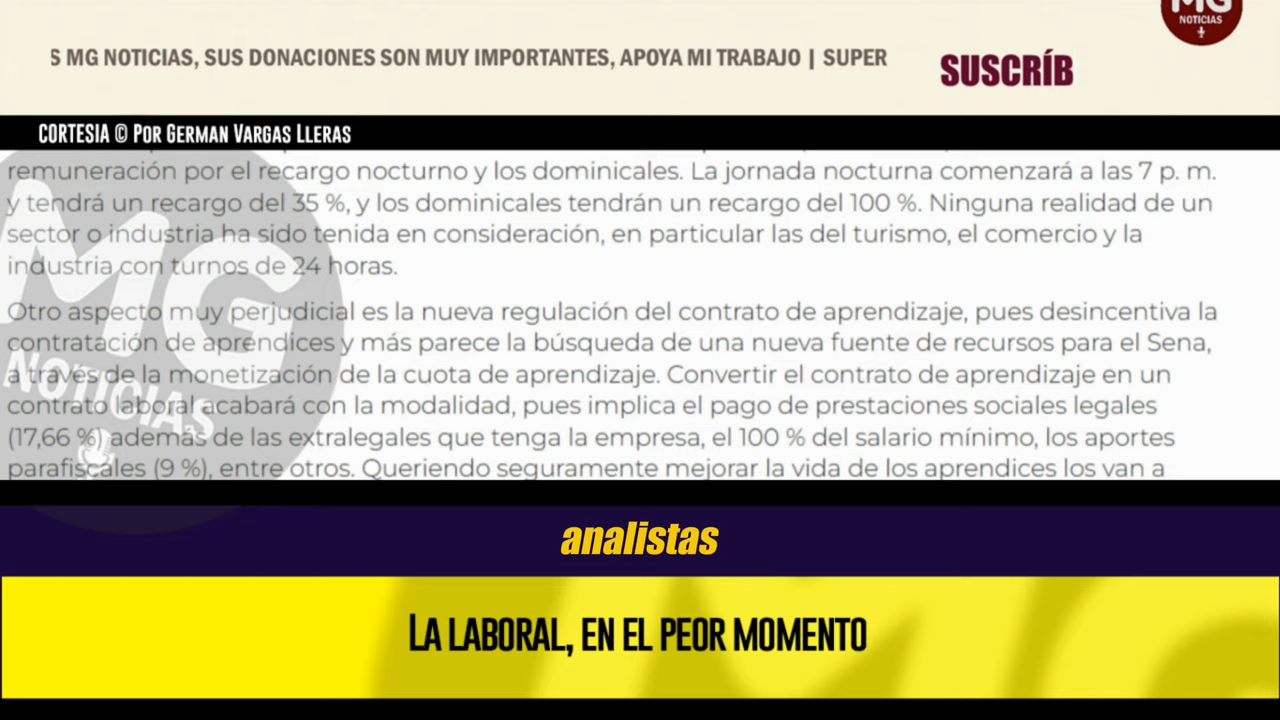 MG
NOTICIAS
S MG NOTICIAS, SUS DONACIONES SON MUY IMPORTANTES, APOYA MI TRABAJO | SUPER
SUSCRÍB
CORTESIA © POR GERMAN VARGAS LLERAS
remuneración por el recargo nocturno y los dominicales. La jornada nocturna comenzará a las 7 p. m.
y tendrá un recargo del 35 %, y los dominicales tendrán un recargo del 100 %. Ninguna realidad de un
sector o industria ha sido tenida en consideración, en particular las del turismo, el comercio y la
industria con turnos de 24 horas.
Otro aspecto muy perjudicial es la nueva regulación del contrato de aprendizaje, pues desincentiva la
contratación de aprendices y más parece la búsqueda de una nueva fuente de recursos para el Sena,
a través de la monetización de la cuota de aprendizaje. Convertir el contrato de aprendizaje en un
contrato laboral acabará con la modalidad, pues implica el pago de prestaciones sociales legales
(17,66 %) además de las extralegales que tenga la empresa, el 100 % del salario mínimo, los aportes
parafiscales (9 %), entre otros. Queriendo seguramente mejorar la vida de los aprendices los van a
MG
NOTICIAS
analistas
LA LABORAL, EN EL PEOR MOMENTO